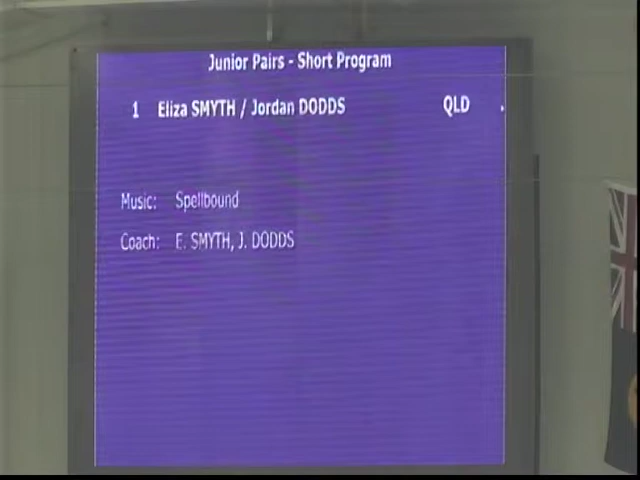 Junior Pairs - Short Program
1 Eliza SMYTH / Jordan DODDS QLD
Music: Spellbound
Coach: E. SMYTH, J. DODDS